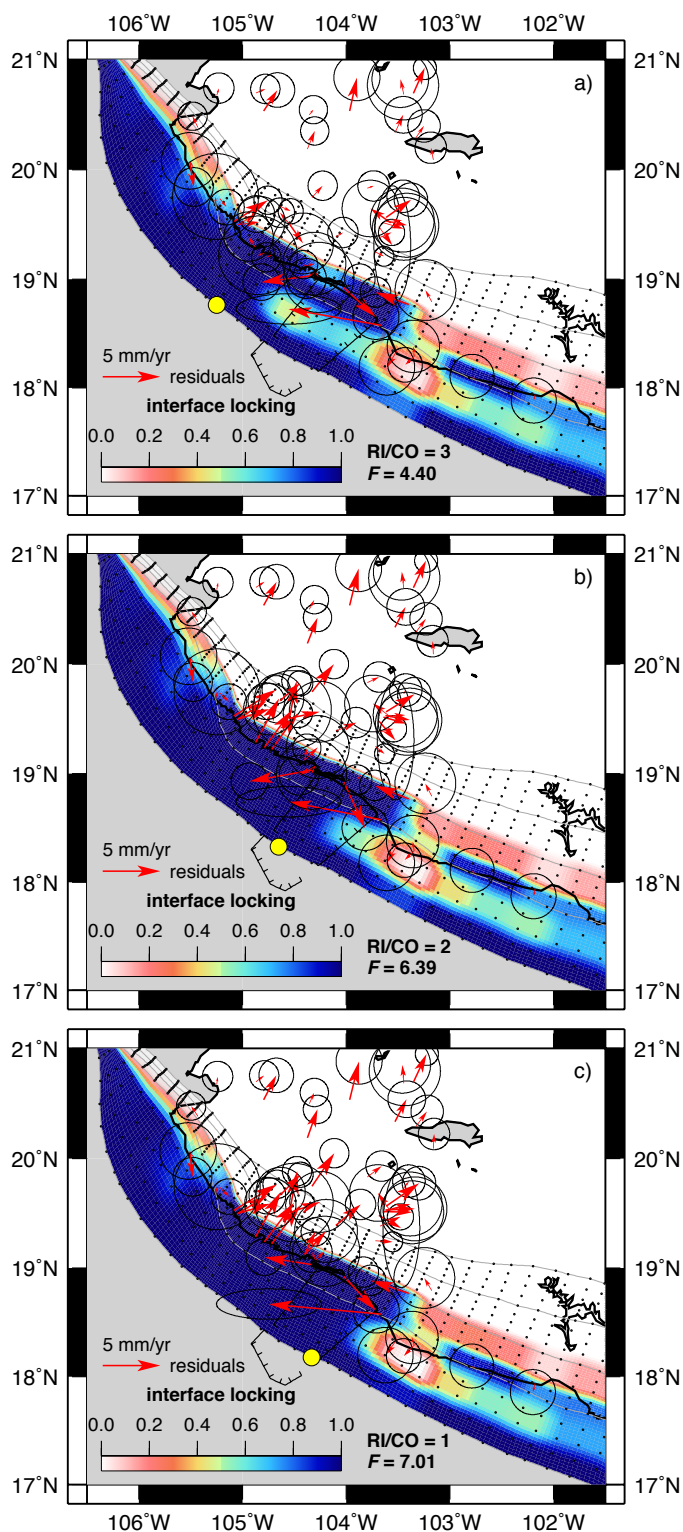 106˚W 105˚W 104˚W 103˚W 102˚W
21˚N 21˚N
a)
20˚N 20˚N
19˚N 19˚N
5 mm/yr
residuals
18˚N 18˚N
interface locking
0.0 0.2 0.4 0.6 0.8 1.0
RI/CO = 3
F = 4.40
17˚N 17˚N
21˚N 21˚N
b)
20˚N 20˚N
19˚N 19˚N
5 mm/yr
residuals
18˚N 18˚N
interface locking
0.0 0.2 0.4 0.6 0.8 1.0
RI/CO = 2
F = 6.39
17˚N 17˚N
21˚N 21˚N
c)
20˚N 20˚N
19˚N 19˚N
5 mm/yr
residuals
18˚N 18˚N
interface locking
0.0 0.2 0.4 0.6 0.8 1.0
RI/CO = 1
F = 7.01
17˚N 17˚N
106˚W 105˚W 104˚W 103˚W 102˚W